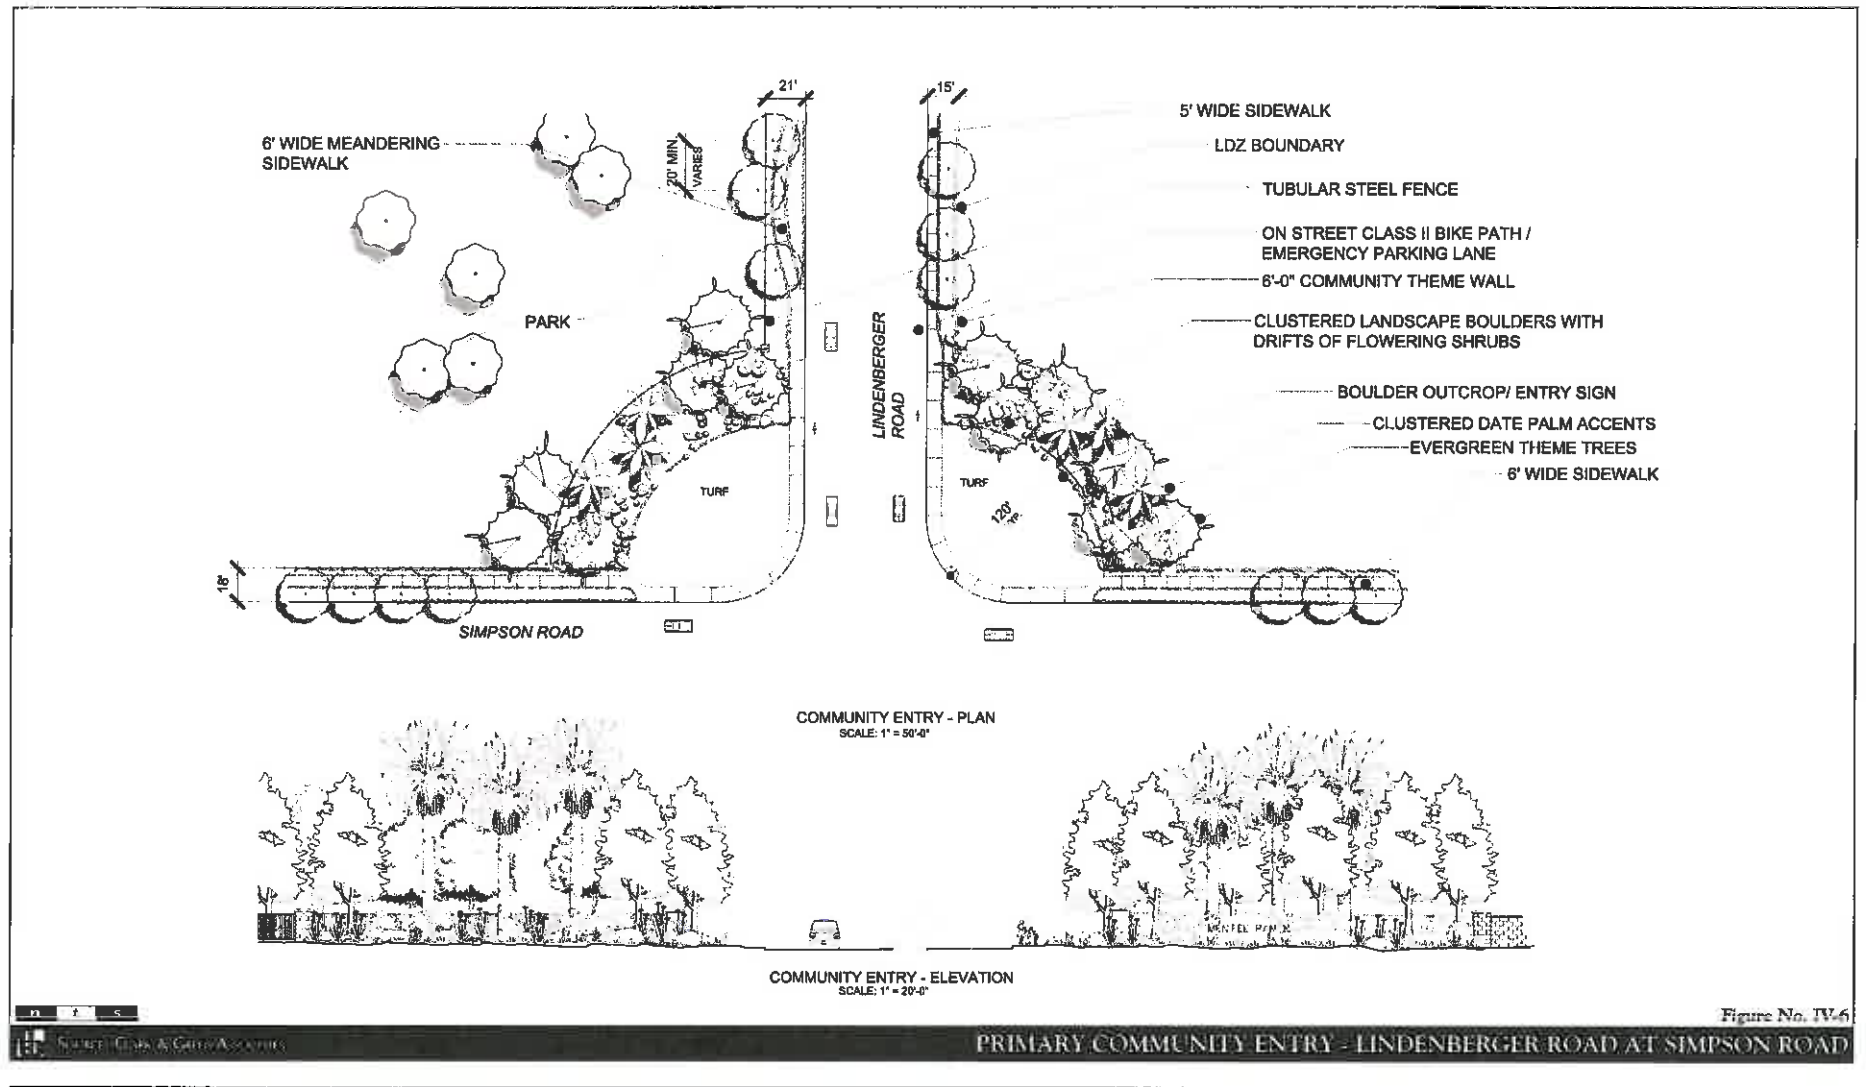 21'
15'
5' WIDE SIDEWALK
6' WIDE MEANDERING
SIDEWALK
20' MIN.
VARIES
LDZ BOUNDARY
TUBULAR STEEL FENCE
ON STREET CLASS II BIKE PATH /
EMERGENCY PARKING LANE
6'-0" COMMUNITY THEME WALL
PARK
CLUSTERED LANDSCAPE BOULDERS WITH
DRIFTS OF FLOWERING SHRUBS
LINDENBERGER
ROAD
BOULDER OUTCROP/ ENTRY SIGN
CLUSTERED DATE PALM ACCENTS
EVERGREEN THEME TREES
6' WIDE SIDEWALK
TURF
TURF
120'
18'
SIMPSON ROAD
COMMUNITY ENTRY - PLAN
SCALE: 1" = 50'-0"
COMMUNITY ENTRY - ELEVATION
SCALE: 1" = 20'-0"
n t s
Figure No. IV-6
PRIMARY COMMUNITY ENTRY - LINDENBERGER ROAD AT SIMPSON ROAD